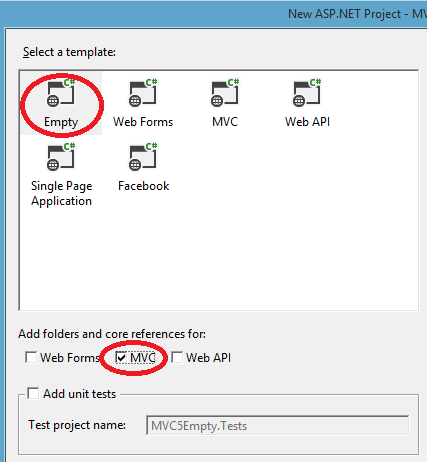 New ASP.NET Project - MV
Select a template:
C# C# C# C#
Empty Web Forms MVC Web API
C# C#
Single Page Application Facebook
Add folders and core references for:
Web Forms MVC Web API
Add unit tests
Test project name: MVC5Empty.Tests